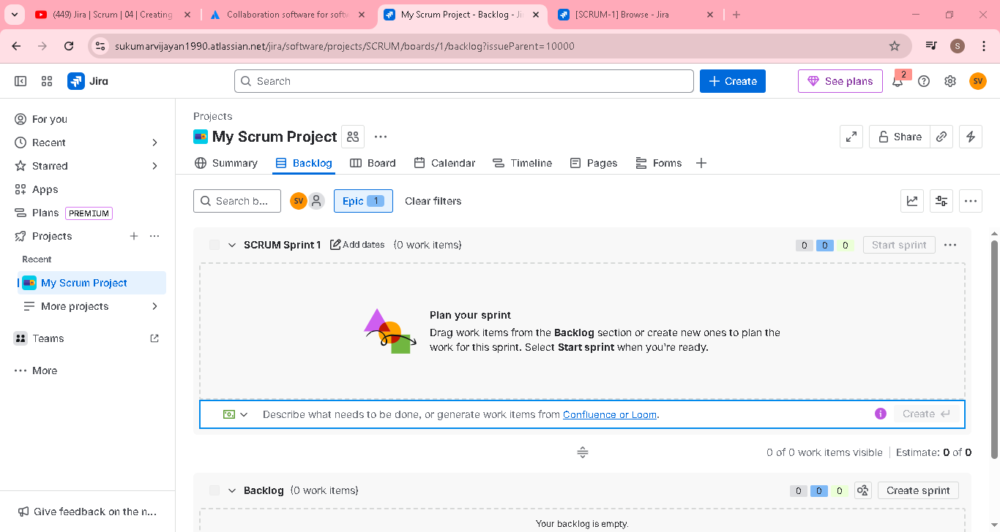 (449) Jira | Scrum | 04 | Creating
Collaboration software for softw
My Scrum Project - Backlog - Ji
[SCRUM-1] Browse - Jira
sukumarvijayan1990.atlassian.net/jira/software/projects/SCRUM/boards/1/backlog?issueParent=10000
S
Jira
Search
Create
See plans
2
SV
For you
Recent
Starred
Apps
Plans PREMIUM
Projects
Recent
My Scrum Project
More projects
Teams
More
Give feedback on the n...
Projects
My Scrum Project
Share
Summary
Backlog
Board
Calendar
Timeline
Pages
Forms
Search b...
SV
Epic 1
Clear filters
SCRUM Sprint 1 Add dates (0 work items)
0 0 0 Start sprint
Plan your sprint
Drag work items from the Backlog section or create new ones to plan the
work for this sprint. Select Start sprint when you're ready.
Describe what needs to be done, or generate work items from Confluence or Loom.
Create
0 of 0 work items visible Estimate: 0 of 0
Backlog (0 work items)
0 0 0 Create sprint
Your backlog is empty.